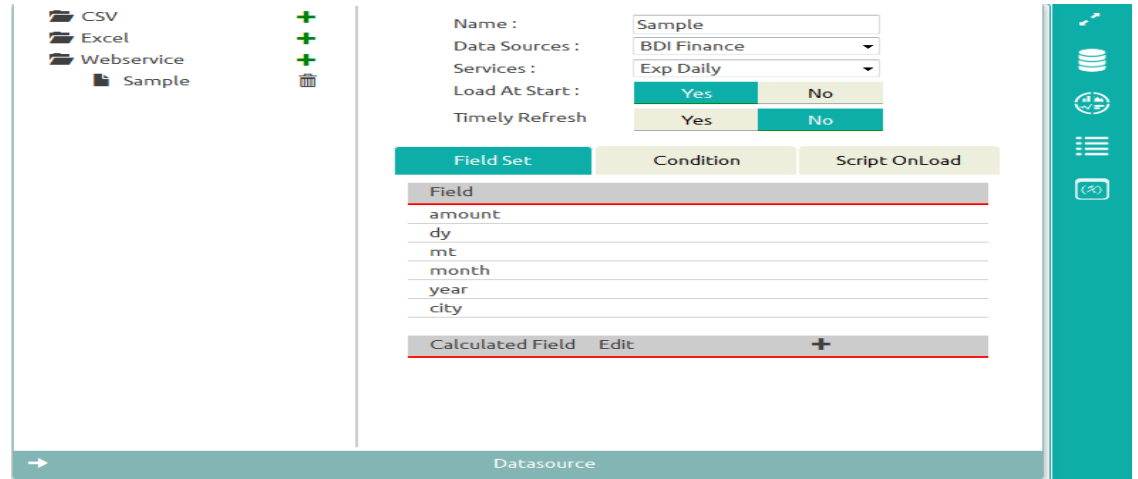 CSV
Excel
Webservice
Sample
Name : Sample
Data Sources : BDI Finance
Services : Exp Daily
Load At Start : Yes No
Timely Refresh Yes No
Field Set Condition Script OnLoad
Field
amount
dy
mt
month
year
city
Calculated Field Edit
Datasource